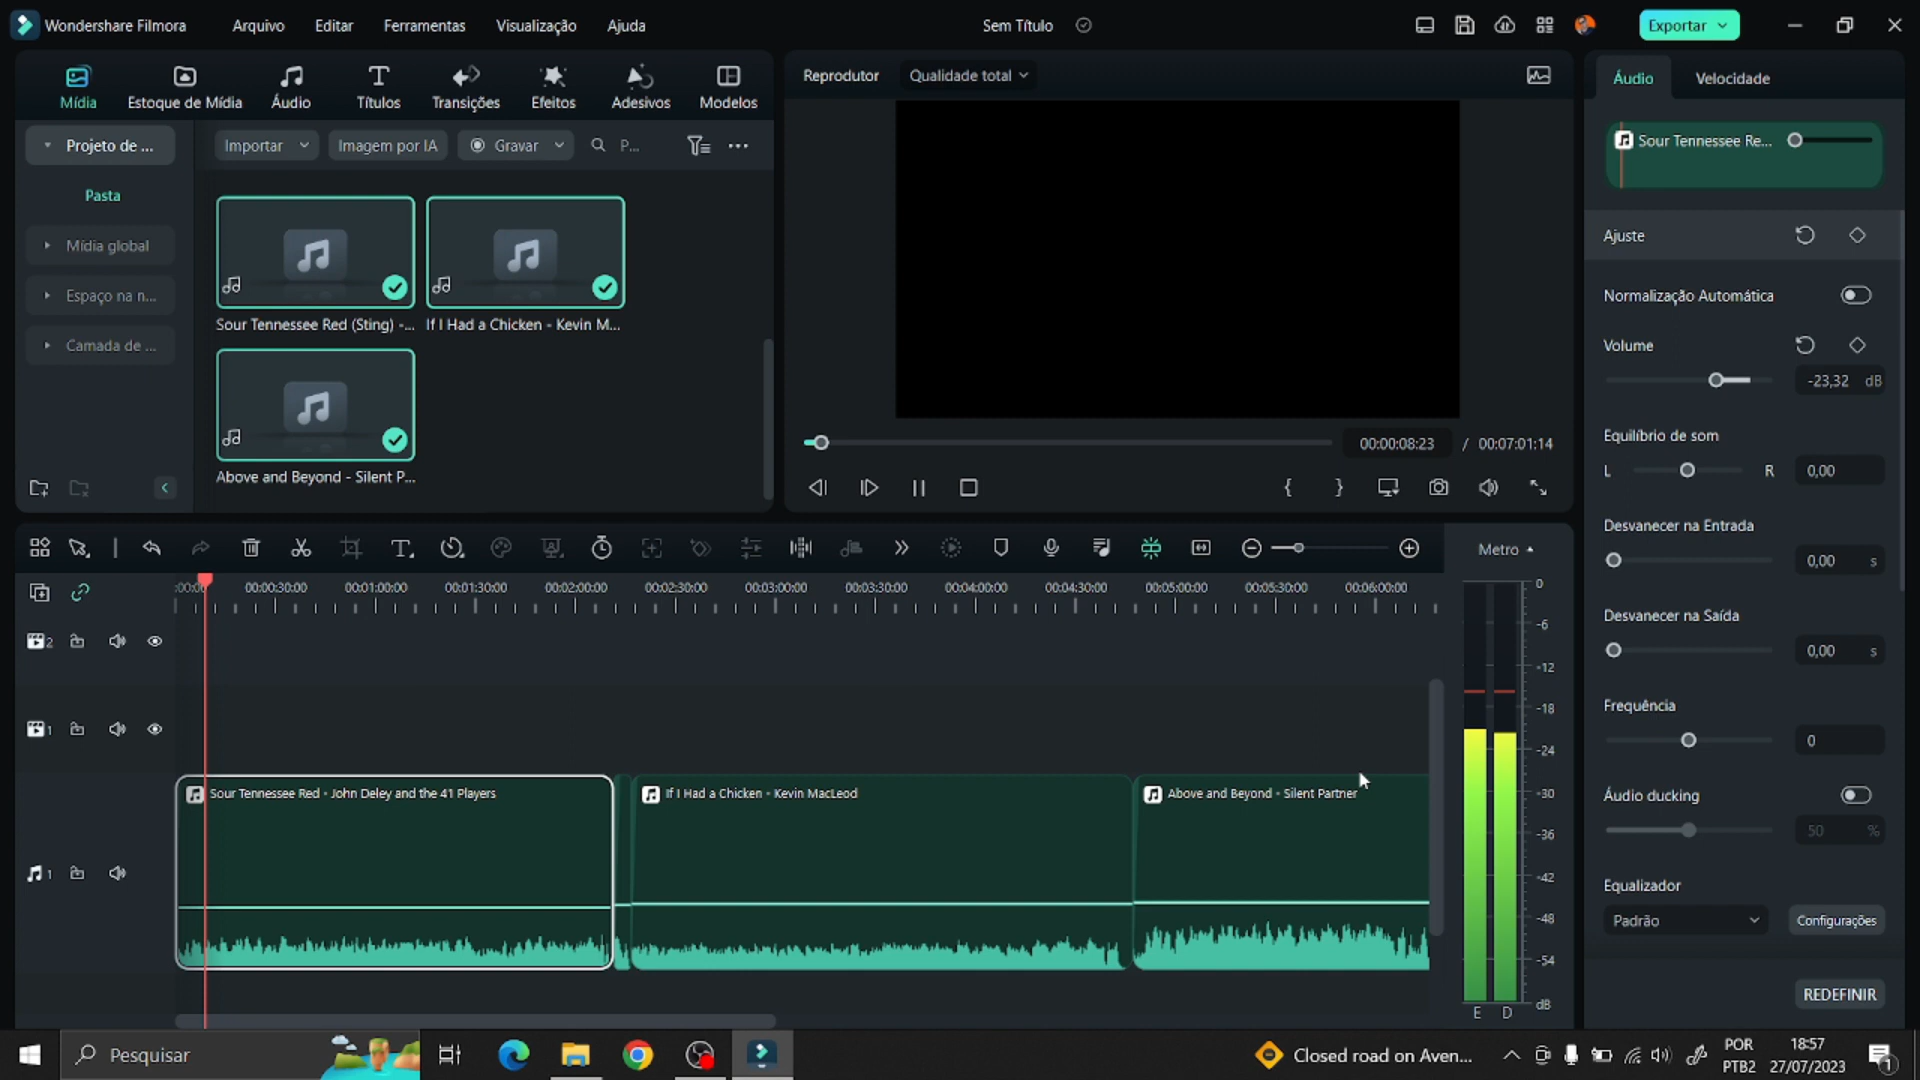 Wondershare Filmora
Arquivo
Editar
Ferramentas
Visualização
Ajuda
Sem Título
Exportar
Mídia
Estoque de Mídia
Áudio
Títulos
Transições
Efeitos
Adesivos
Modelos
Reprodutor
Qualidade total
Áudio
Velocidade
Projeto de ...
Importar
Imagem por IA
Gravar
P...
Sour Tennessee Re...
Pasta
Mídia global
Espaço na n...
Camada de ...
Sour Tennessee Red (Sting) -...
If I Had a Chicken - Kevin M...
Above and Beyond - Silent P...
00:00:08:23 / 00:07:01:14
Ajuste
Normalização Automática
Volume
-23,32 dB
Equilíbrio de som
L
R
0,00
Desvanecer na Entrada
0,00 s
Desvanecer na Saída
0,00 s
Frequência
0
Áudio ducking
50 %
Equalizador
Padrão
Configurações
REDEFINIR
Metro
00:00:30:00
00:01:00:00
00:01:30:00
00:02:00:00
00:02:30:00
00:03:00:00
00:03:30:00
00:04:00:00
00:04:30:00
00:05:00:00
00:05:30:00
00:06:00:00
2
1
1
Sour Tennessee Red - John Deley and the 41 Players
If I Had a Chicken - Kevin MacLeod
Above and Beyond - Silent Partner
0
-6
-12
-18
-24
-30
-36
-42
-48
-54
dB
E
D
Pesquisar
Closed road on Aven...
POR
PTB2
18:57
27/07/2023
1